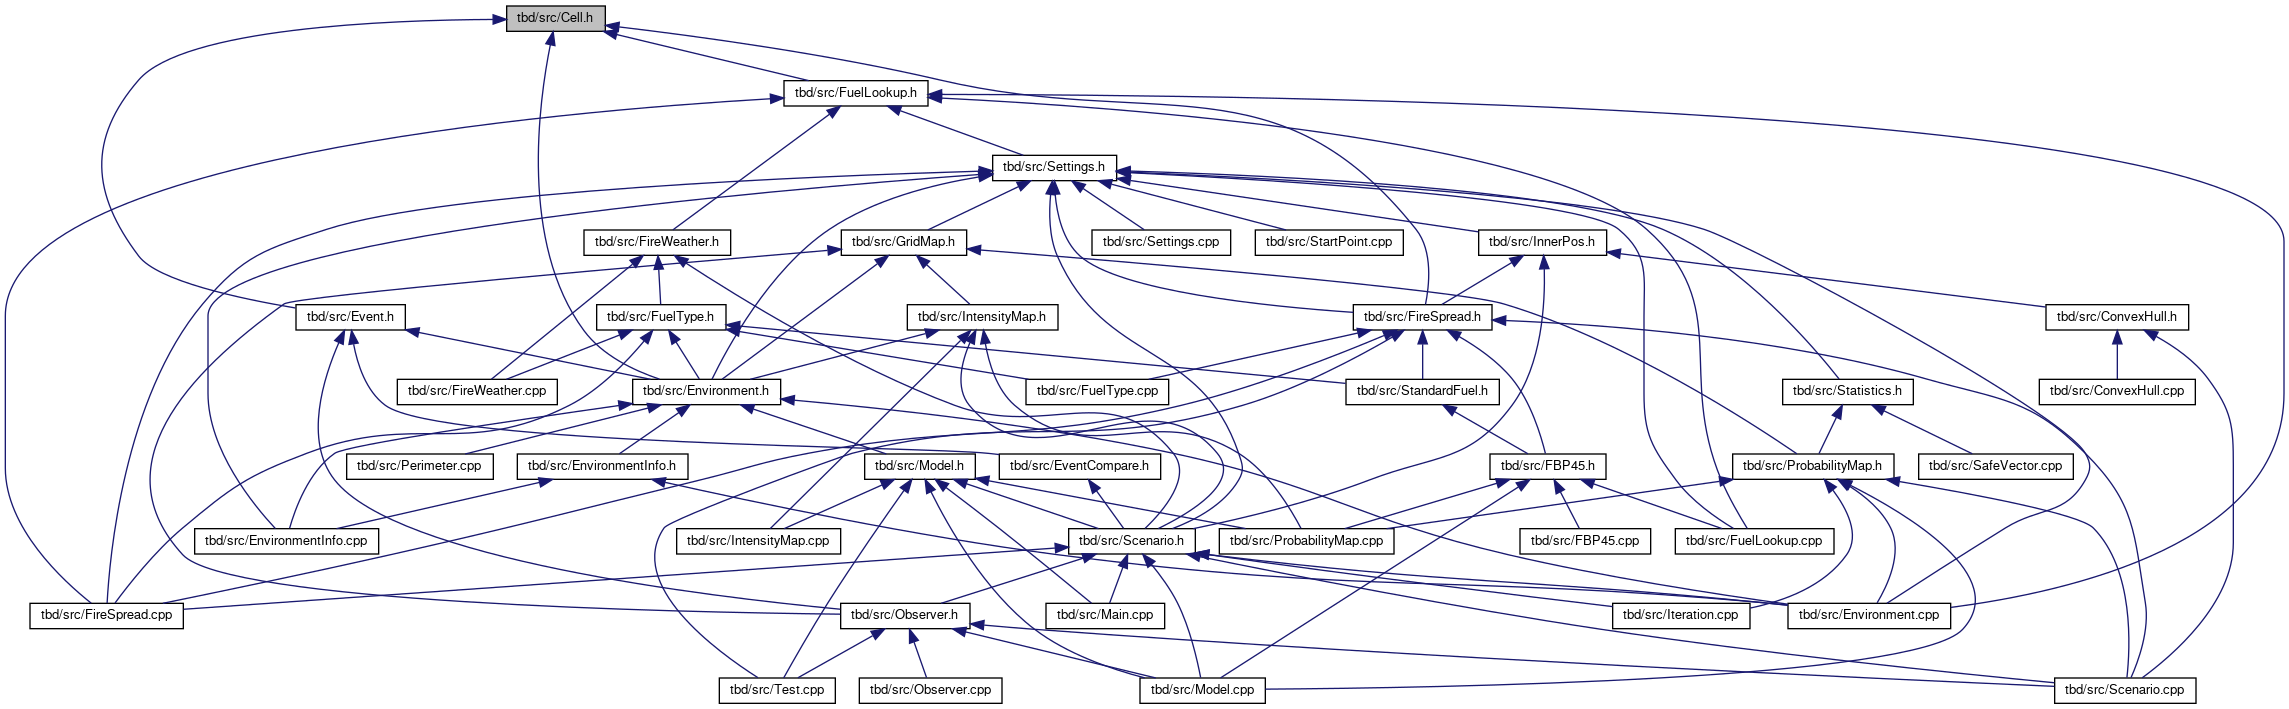 tbd/src/Cell.h
tbd/src/FuelLookup.h
tbd/src/Settings.h
tbd/src/FireWeather.h
tbd/src/GridMap.h
tbd/src/Settings.cpp
tbd/src/StartPoint.cpp
tbd/src/InnerPos.h
tbd/src/Event.h
tbd/src/FuelType.h
tbd/src/IntensityMap.h
tbd/src/FireSpread.h
tbd/src/ConvexHull.h
tbd/src/FireWeather.cpp
tbd/src/Environment.h
tbd/src/FuelType.cpp
tbd/src/StandardFuel.h
tbd/src/Statistics.h
tbd/src/ConvexHull.cpp
tbd/src/Perimeter.cpp
tbd/src/EnvironmentInfo.h
tbd/src/Model.h
tbd/src/EventCompare.h
tbd/src/FBP45.h
tbd/src/ProbabilityMap.h
tbd/src/SafeVector.cpp
tbd/src/EnvironmentInfo.cpp
tbd/src/IntensityMap.cpp
tbd/src/Scenario.h
tbd/src/ProbabilityMap.cpp
tbd/src/FBP45.cpp
tbd/src/FuelLookup.cpp
tbd/src/FireSpread.cpp
tbd/src/Observer.h
tbd/src/Main.cpp
tbd/src/Iteration.cpp
tbd/src/Environment.cpp
tbd/src/Test.cpp
tbd/src/Observer.cpp
tbd/src/Model.cpp
tbd/src/Scenario.cpp